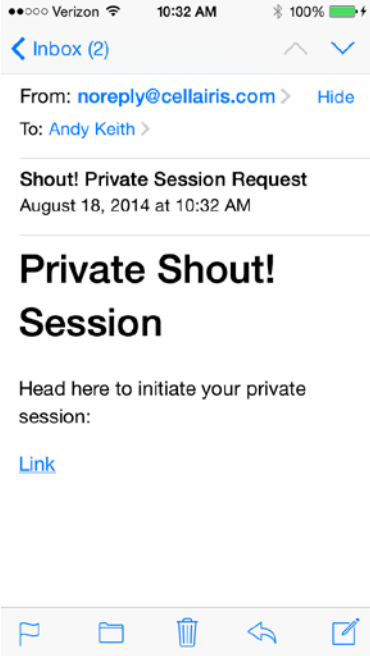 Verizon 10:32 AM 100%
Inbox (2)
From: noreply@cellairis.com Hide
To: Andy Keith
Shout! Private Session Request
August 18, 2014 at 10:32 AM
Private Shout!
Session
Head here to initiate your private
session:
Link